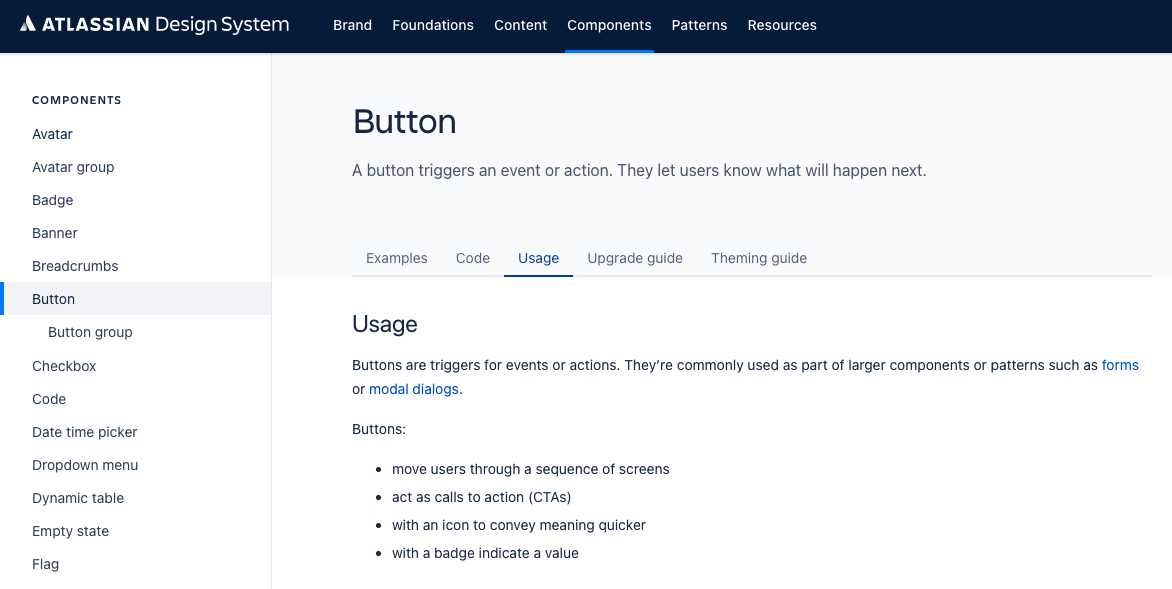 ATLASSIAN Design System Brand Foundations Content Components Patterns Resources
COMPONENTS
Avatar
Avatar group
Badge
Banner
Breadcrumbs
Button
Button group
Checkbox
Code
Date time picker
Dropdown menu
Dynamic table
Empty state
Flag
Button
A button triggers an event or action. They let users know what will happen next.
Examples Code Usage Upgrade guide Theming guide
Usage
Buttons are triggers for events or actions. They’re commonly used as part of larger components or patterns such as forms
or modal dialogs.
Buttons:
• move users through a sequence of screens
• act as calls to action (CTAs)
• with an icon to convey meaning quicker
• with a badge indicate a value